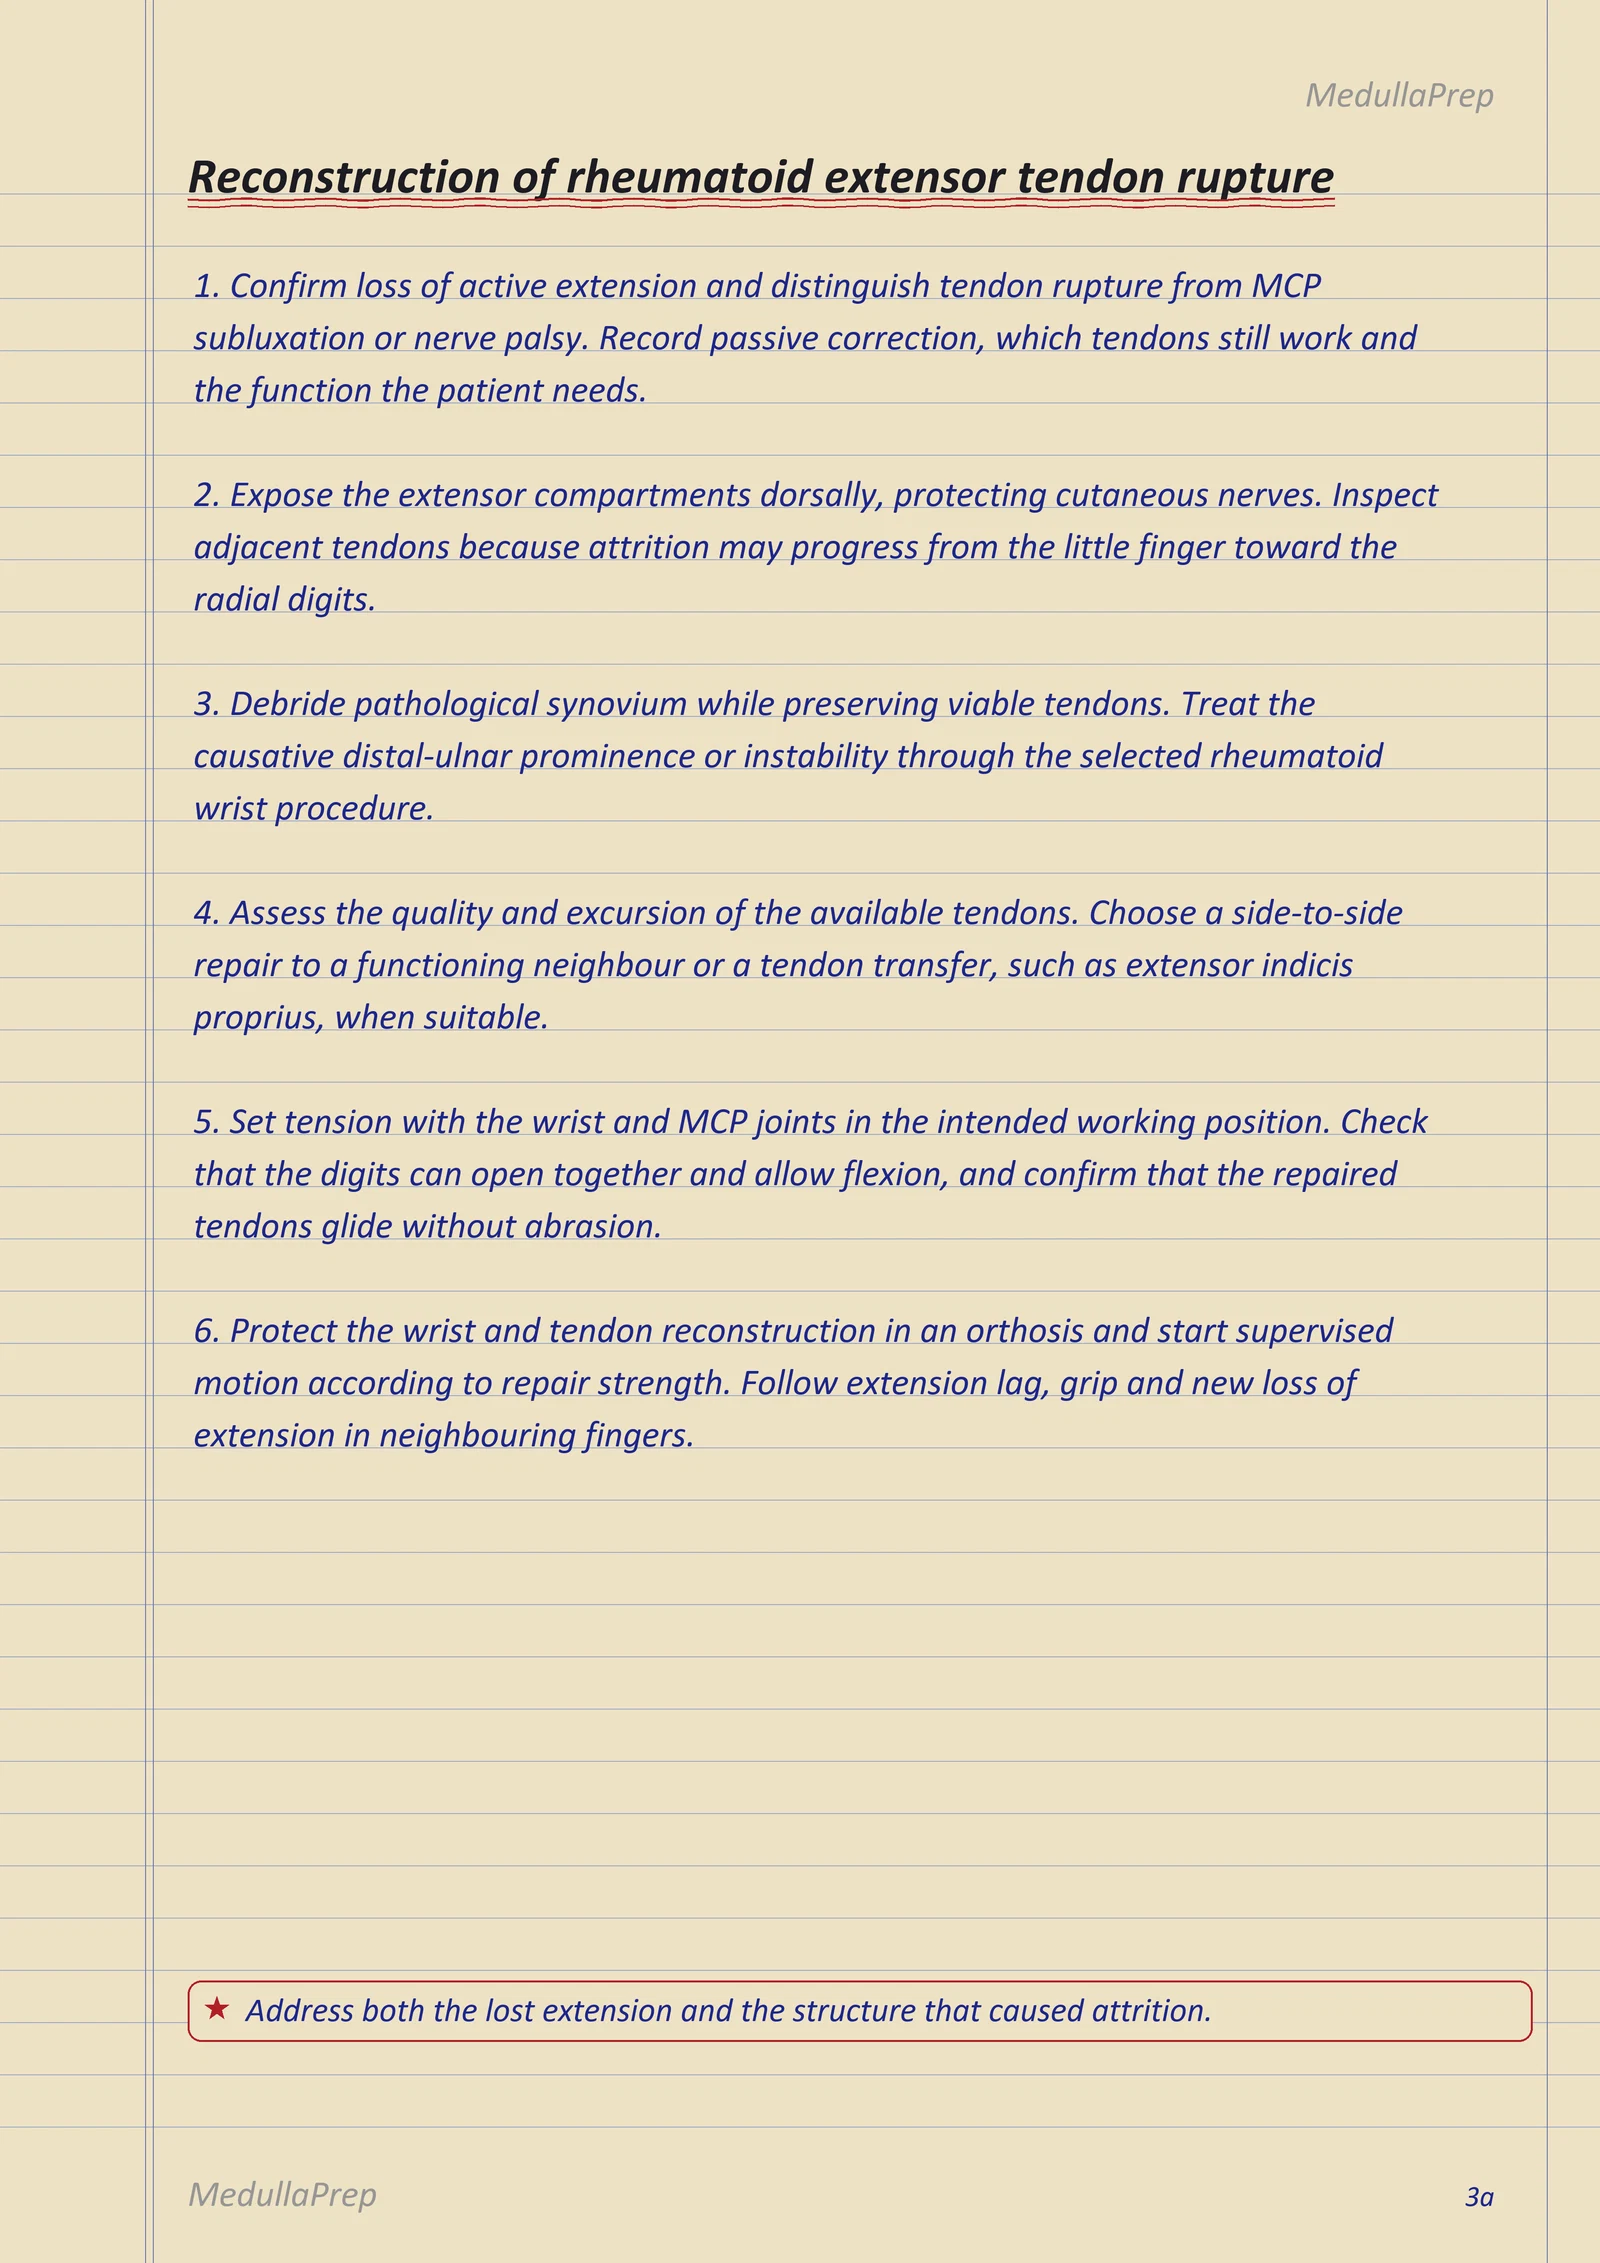 MedullaPrep
Reconstruction of rheumatoid extensor tendon rupture
1. Confirm loss of active extension and distinguish tendon rupture from MCP
subluxation or nerve palsy. Record passive correction, which tendons still work and
the function the patient needs.
2. Expose the extensor compartments dorsally, protecting cutaneous nerves. Inspect
adjacent tendons because attrition may progress from the little finger toward the
radial digits.
3. Debride pathological synovium while preserving viable tendons. Treat the
causative distal-ulnar prominence or instability through the selected rheumatoid
wrist procedure.
4. Assess the quality and excursion of the available tendons. Choose a side-to-side
repair to a functioning neighbour or a tendon transfer, such as extensor indicis
proprius, when suitable.
5. Set tension with the wrist and MCP joints in the intended working position. Check
that the digits can open together and allow flexion, and confirm that the repaired
tendons glide without abrasion.
6. Protect the wrist and tendon reconstruction in an orthosis and start supervised
motion according to repair strength. Follow extension lag, grip and new loss of
extension in neighbouring fingers.
★ Address both the lost extension and the structure that caused attrition.
MedullaPrep
3a